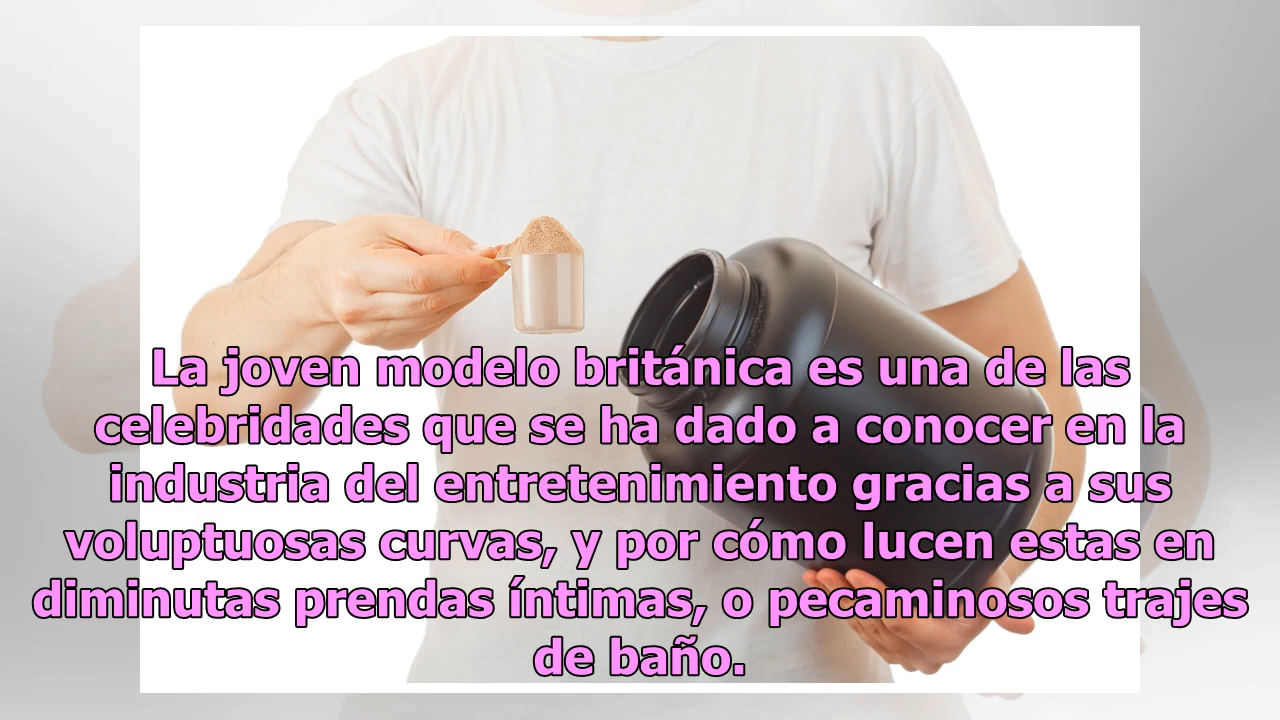 La joven modelo británica es una de las
celebridades que se ha dado a conocer en la
industria del entretenimiento gracias a sus
voluptuosas curvas, y por cómo lucen estas en
diminutas prendas íntimas, o pecaminosos trajes
de baño.